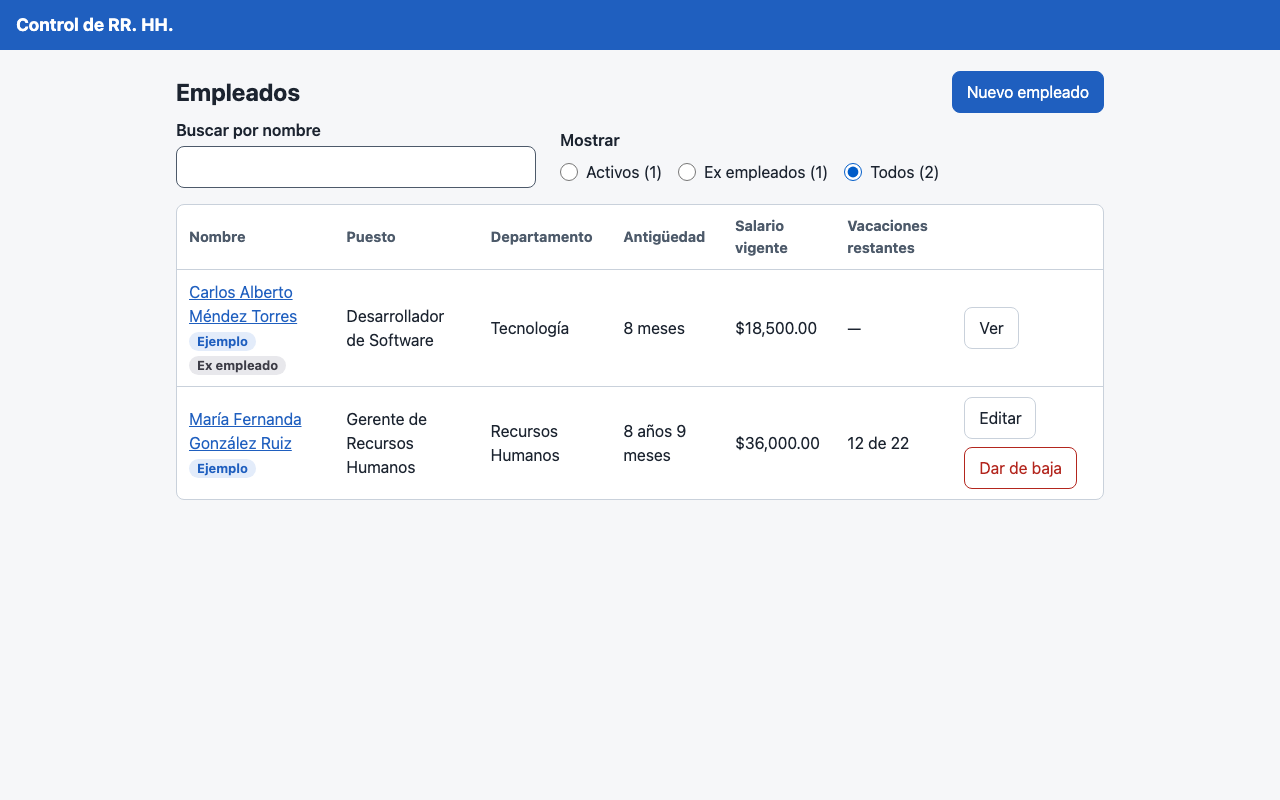 Control de RR. HH.
Empleados
Nuevo empleado
Buscar por nombre
Mostrar
Activos (1)
Ex empleados (1)
Todos (2)
Nombre
Puesto
Departamento
Antigüedad
Salario
vigente
Vacaciones
restantes
Carlos Alberto
Méndez Torres
Ejemplo
Ex empleado
Desarrollador
de Software
Tecnología
8 meses
$18,500.00
—
Ver
María Fernanda
González Ruiz
Ejemplo
Gerente de
Recursos
Humanos
Recursos
Humanos
8 años 9
meses
$36,000.00
12 de 22
Editar
Dar de baja